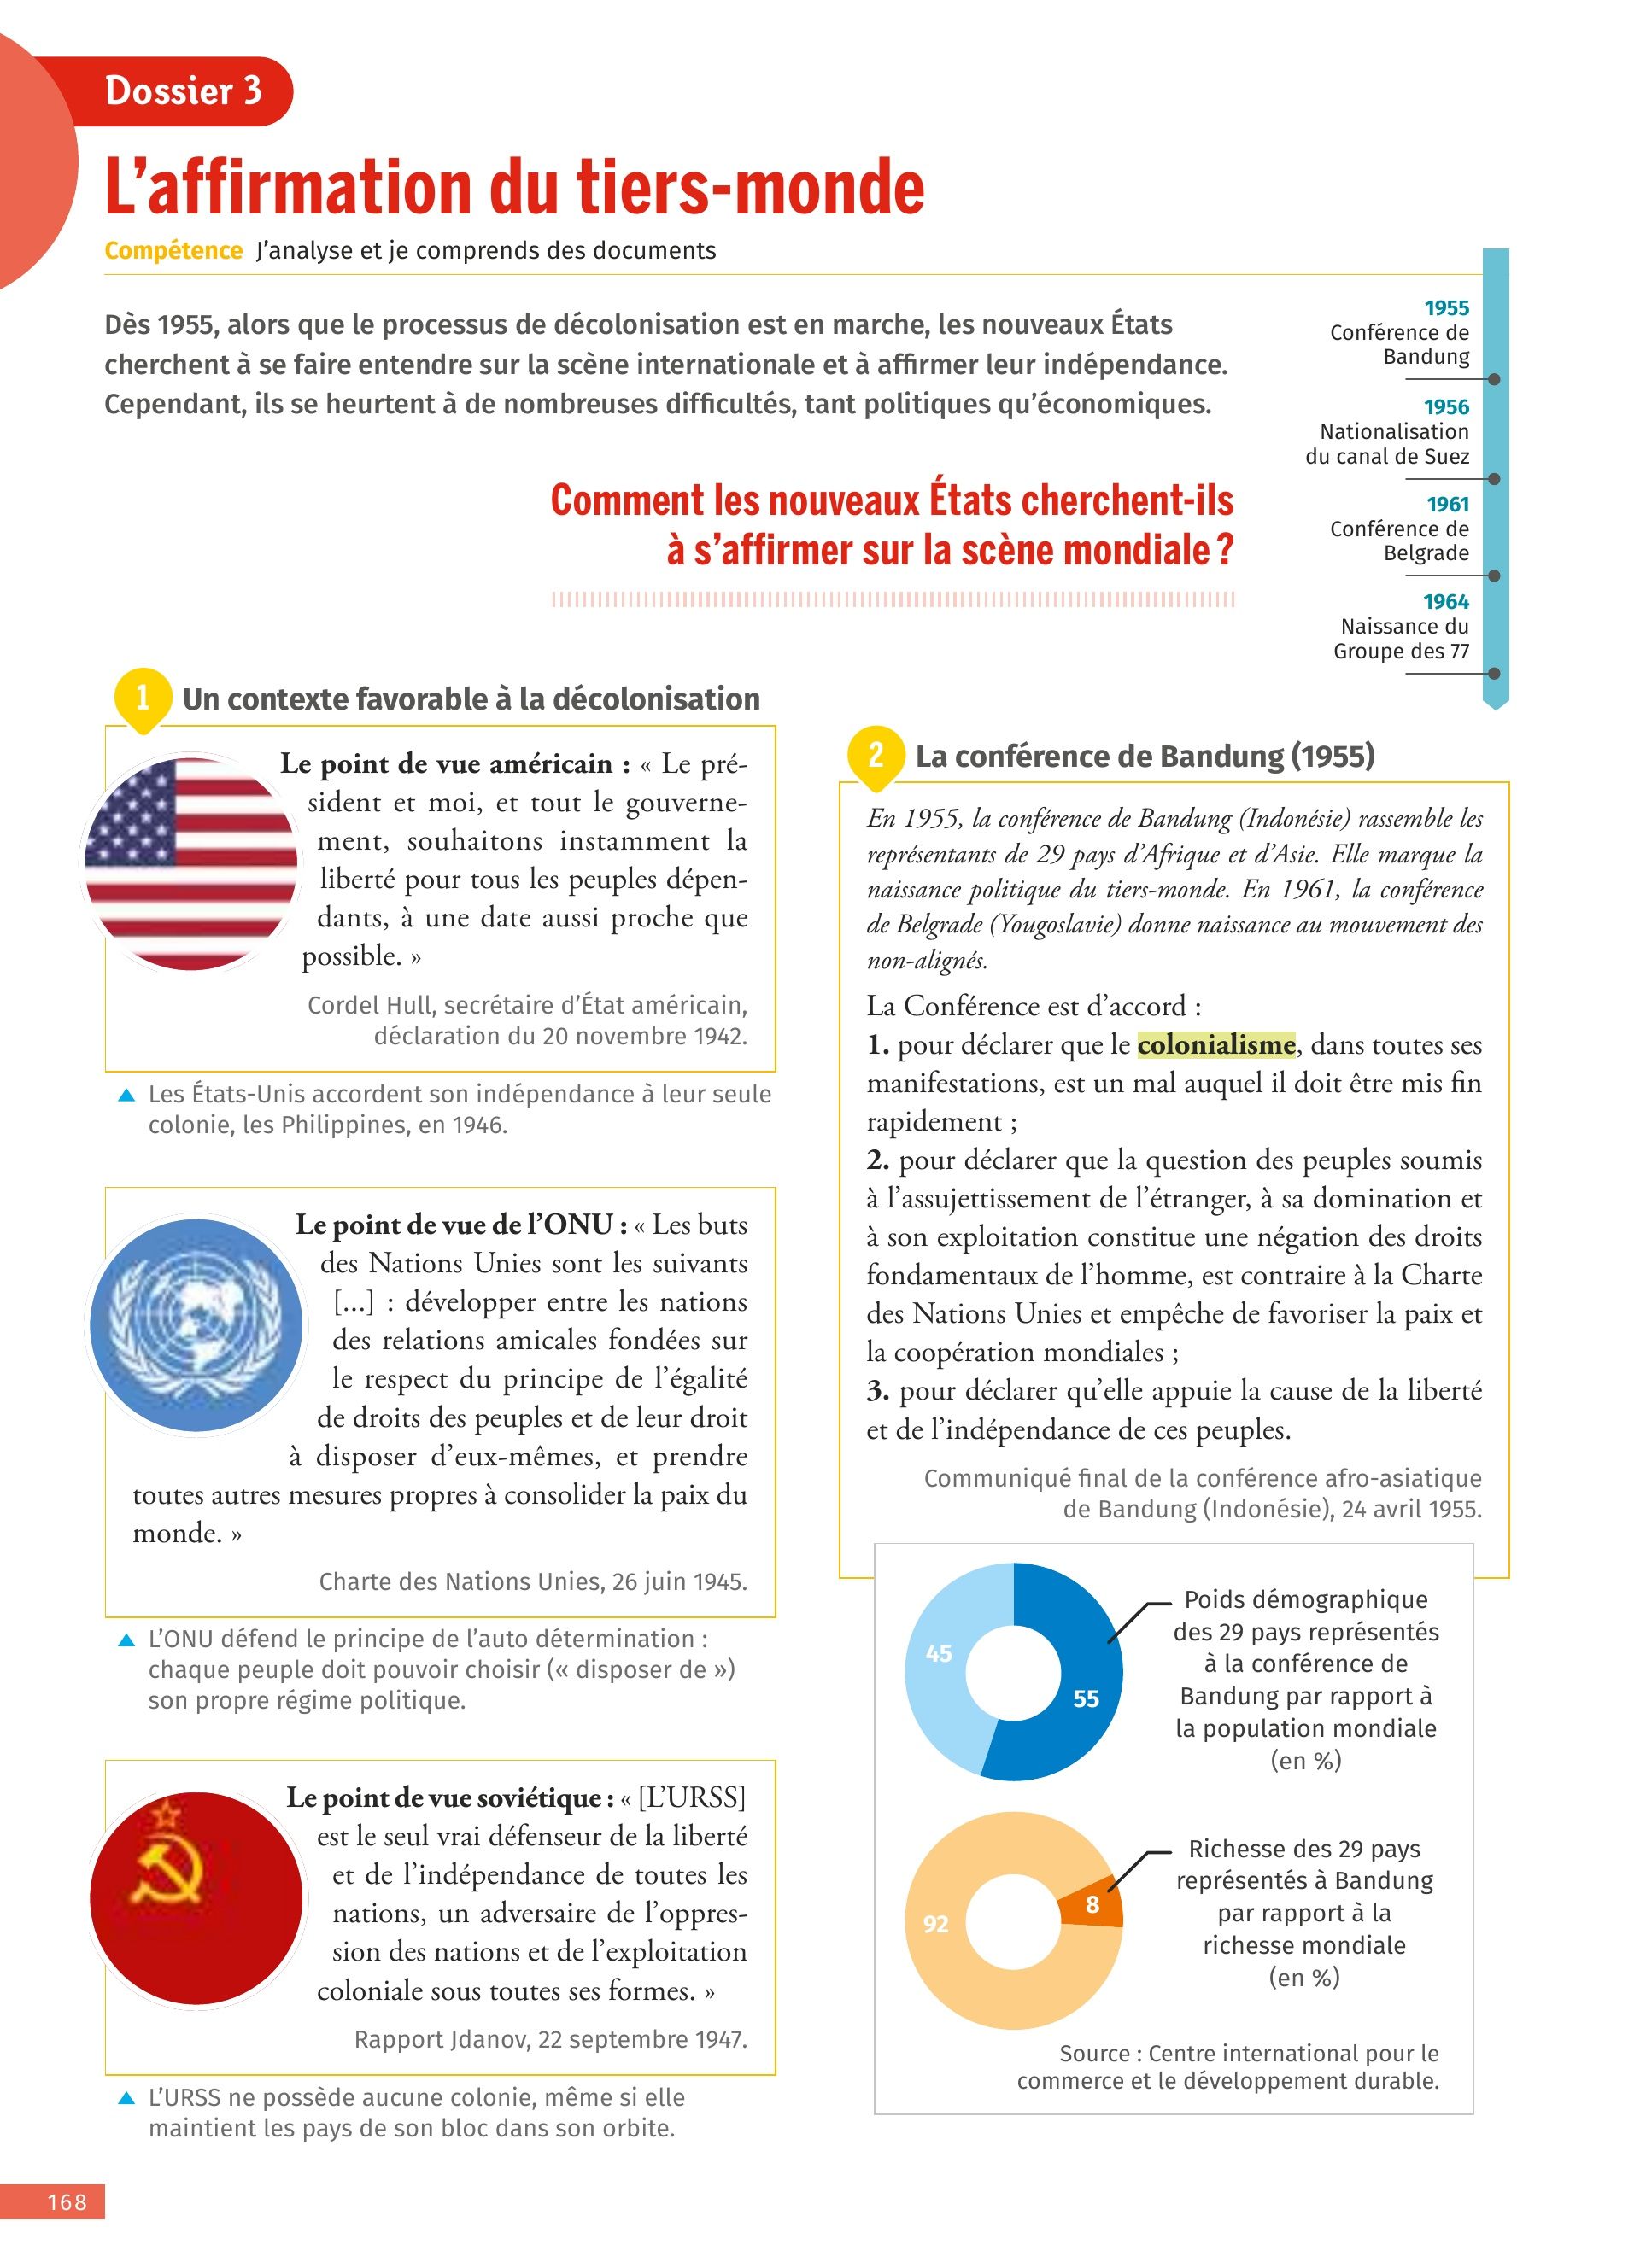 Dossier 3
L’affirmation du tiers-monde
Compétence J’analyse et je comprends des documents
Dès 1955, alors que le processus de décolonisation est en marche, les nouveaux États
cherchent à se faire entendre sur la scène internationale et à affirmer leur indépendance.
Cependant, ils se heurtent à de nombreuses difficultés, tant politiques qu’économiques.
Comment les nouveaux États cherchent-ils
à s’affirmer sur la scène mondiale ?
1955
Conférence de
Bandung
1956
Nationalisation
du canal de Suez
1961
Conférence de
Belgrade
1964
Naissance du
Groupe des 77
1 Un contexte favorable à la décolonisation
Le point de vue américain : « Le pré-
sident et moi, et tout le gouverne-
ment, souhaitons instamment la
liberté pour tous les peuples dépen-
dants, à une date aussi proche que
possible. »
Cordel Hull, secrétaire d’État américain,
déclaration du 20 novembre 1942.
Les États-Unis accordent son indépendance à leur seule
colonie, les Philippines, en 1946.
Le point de vue de l’ONU : « Les buts
des Nations Unies sont les suivants
[...] : développer entre les nations
des relations amicales fondées sur
le respect du principe de l’égalité
de droits des peuples et de leur droit
à disposer d’eux-mêmes, et prendre
toutes autres mesures propres à consolider la paix du
monde. »
Charte des Nations Unies, 26 juin 1945.
L’ONU défend le principe de l’auto détermination :
chaque peuple doit pouvoir choisir (« disposer de »)
son propre régime politique.
Le point de vue soviétique : « [L’URSS]
est le seul vrai défenseur de la liberté
et de l’indépendance de toutes les
nations, un adversaire de l’oppres-
sion des nations et de l’exploitation
coloniale sous toutes ses formes. »
Rapport Jdanov, 22 septembre 1947.
L’URSS ne possède aucune colonie, même si elle
maintient les pays de son bloc dans son orbite.
2 La conférence de Bandung (1955)
En 1955, la conférence de Bandung (Indonésie) rassemble les
représentants de 29 pays d’Afrique et d’Asie. Elle marque la
naissance politique du tiers-monde. En 1961, la conférence
de Belgrade (Yougoslavie) donne naissance au mouvement des
non-alignés.
La Conférence est d’accord :
1. pour déclarer que le colonialisme, dans toutes ses
manifestations, est un mal auquel il doit être mis fin
rapidement ;
2. pour déclarer que la question des peuples soumis
à l’assujettissement de l’étranger, à sa domination et
à son exploitation constitue une négation des droits
fondamentaux de l’homme, est contraire à la Charte
des Nations Unies et empêche de favoriser la paix et
la coopération mondiales ;
3. pour déclarer qu’elle appuie la cause de la liberté
et de l’indépendance de ces peuples.
Communiqué final de la conférence afro-asiatique
de Bandung (Indonésie), 24 avril 1955.
45
55
Poids démographique
des 29 pays représentés
à la conférence de
Bandung par rapport à
la population mondiale
(en %)
92
8
Richesse des 29 pays
représentés à Bandung
par rapport à la
richesse mondiale
(en %)
Source : Centre international pour le
commerce et le développement durable.
168